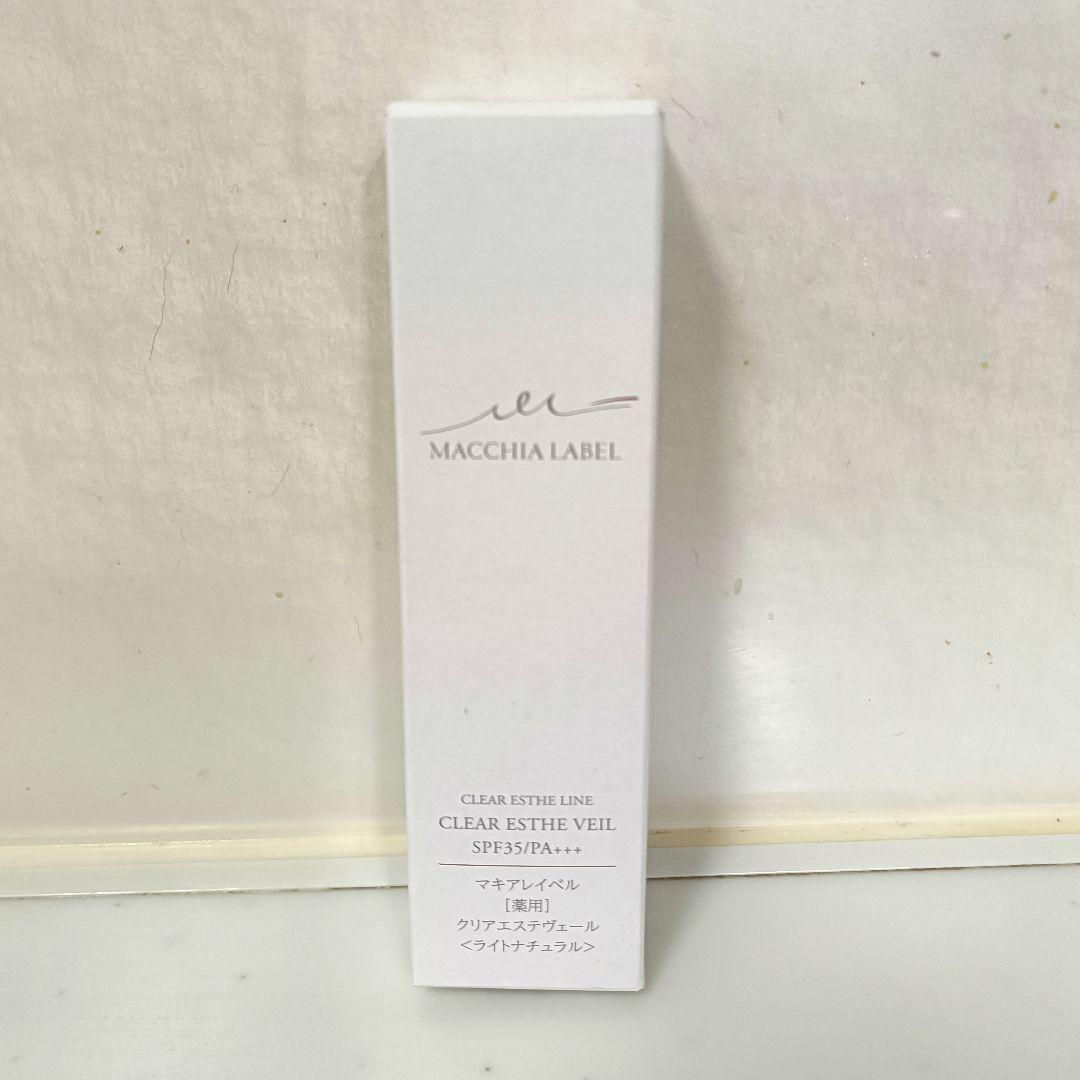 MACCHIA LABEL
CLEAR ESTHE LINE
CLEAR ESTHE VEIL
SPF35/PA+++
マキアレイベル
[薬用]
クリアエステヴェール
<ライトナチュラル>